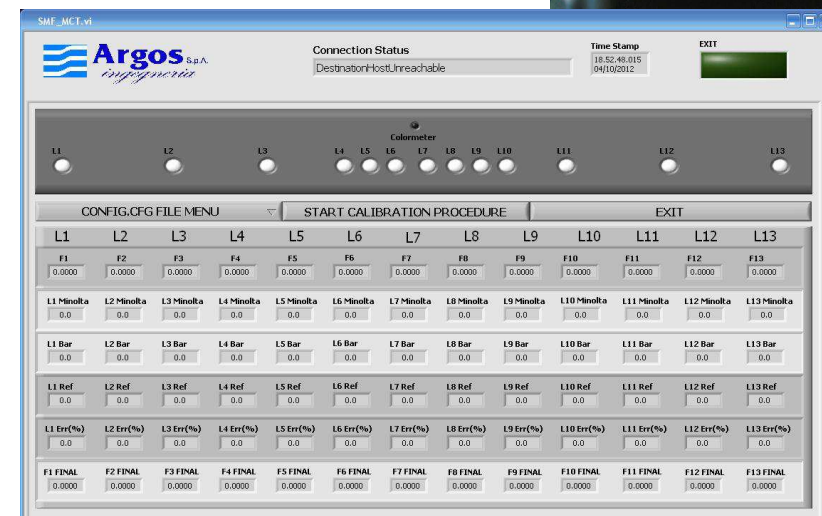 SMF_MCT.vi
Argos S.p.A.
ingegneria
Connection Status
DestinationHostUnreachable
Time Stamp
18.52.48.015
04/10/2012
EXIT
Colormeter
L1 L2 L3 L4 L5 L6 L7 L8 L9 L10 L11 L12 L13
CONFIG.CFG FILE MENU START CALIBRATION PROCEDURE EXIT
L1 L2 L3 L4 L5 L6 L7 L8 L9 L10 L11 L12 L13
F1 F2 F3 F4 F5 F6 F7 F8 F9 F10 F11 F12 F13
0.0000 0.0000 0.0000 0.0000 0.0000 0.0000 0.0000 0.0000 0.0000 0.0000 0.0000 0.0000 0.0000
L1 Minolta L2 Minolta L3 Minolta L4 Minolta L5 Minolta L6 Minolta L7 Minolta L8 Minolta L9 Minolta L10 Minolta L11 Minolta L12 Minolta L13 Minolta
0.0 0.0 0.0 0.0 0.0 0.0 0.0 0.0 0.0 0.0 0.0 0.0 0.0
L1 Bar L2 Bar L3 Bar L4 Bar L5 Bar L6 Bar L7 Bar L8 Bar L9 Bar L10 Bar L11 Bar L12 Bar L13 Bar
0.0 0.0 0.0 0.0 0.0 0.0 0.0 0.0 0.0 0.0 0.0 0.0 0.0
L1 Ref L2 Ref L3 Ref L4 Ref L5 Ref L6 Ref L7 Ref L8 Ref L9 Ref L10 Ref L11 Ref L12 Ref L13 Ref
0.0 0.0 0.0 0.0 0.0 0.0 0.0 0.0 0.0 0.0 0.0 0.0 0.0
L1 Err(%) L2 Err(%) L3 Err(%) L4 Err(%) L5 Err(%) L6 Err(%) L7 Err(%) L8 Err(%) L9 Err(%) L10 Err(%) L11 Err(%) L12 Err(%) L13 Err(%)
0.0 0.0 0.0 0.0 0.0 0.0 0.0 0.0 0.0 0.0 0.0 0.0 0.0
F1 FINAL F2 FINAL F3 FINAL F4 FINAL F5 FINAL F6 FINAL F7 FINAL F8 FINAL F9 FINAL F10 FINAL F11 FINAL F12 FINAL F13 FINAL
0.0000 0.0000 0.0000 0.0000 0.0000 0.0000 0.0000 0.0000 0.0000 0.0000 0.0000 0.0000 0.0000